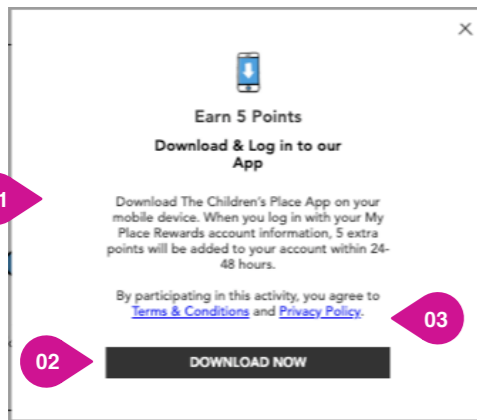 Earn 5 Points
Download & Log in to our
App
1
Download The Children's Place App on your
mobile device. When you log in with your My
Place Rewards account information, 5 extra
points will be added to your account within 24-
48 hours.
By participating in this activity, you agree to
Terms & Conditions and Privacy Policy.
03
02
DOWNLOAD NOW